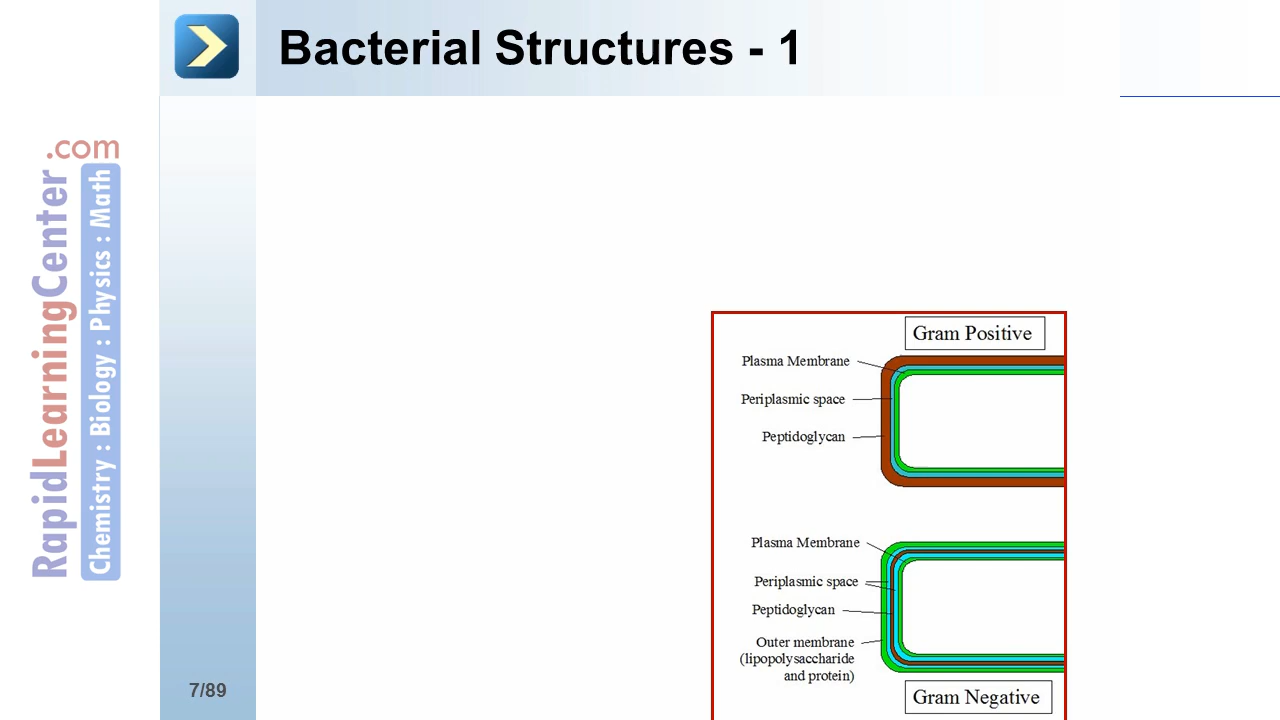 Bacterial Structures - 1
.com
RapidLearningCenter
Chemistry : Biology : Physics : Math
Gram Positive
Plasma Membrane
Periplasmic space
Peptidoglycan
Plasma Membrane
Periplasmic space
Peptidoglycan
Outer membrane
(lipopolysaccharide
and protein)
Gram Negative
7/89